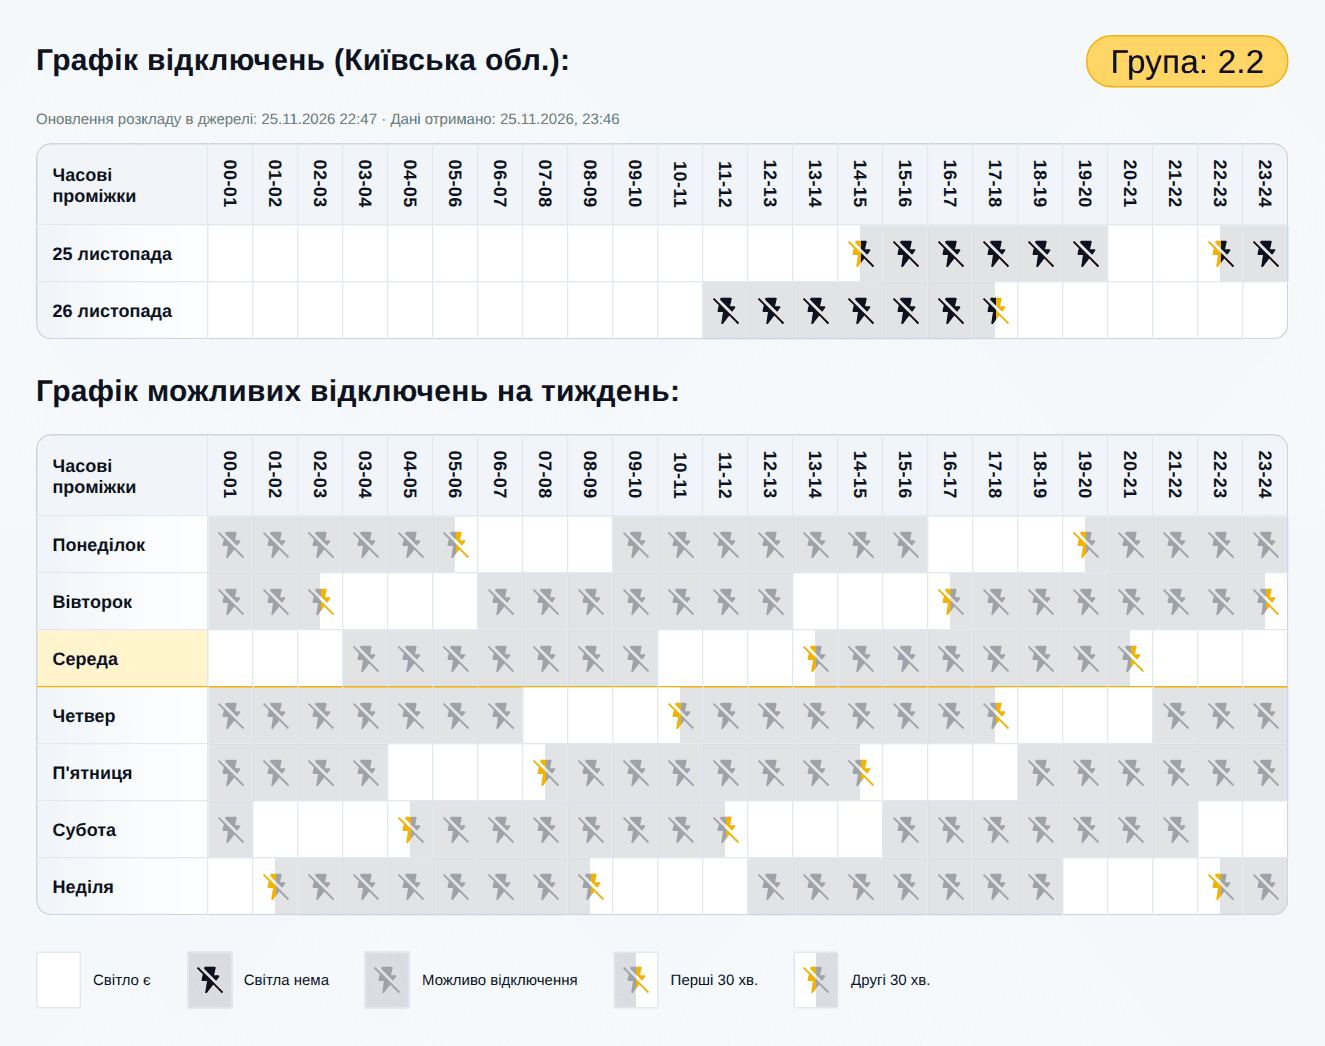 Графік відключень (Київська обл.):
Група: 2.2
Оновлення розкладу в джерелі: 25.11.2026 22:47 · Дані отримано: 25.11.2026, 23:46
Часові проміжки 00-01 01-02 02-03 03-04 04-05 05-06 06-07 07-08 08-09 09-10 10-11 11-12 12-13 13-14 14-15 15-16 16-17 17-18 18-19 19-20 20-21 21-22 22-23 23-24
25 листопада
26 листопада
Графік можливих відключень на тиждень:
Часові проміжки 00-01 01-02 02-03 03-04 04-05 05-06 06-07 07-08 08-09 09-10 10-11 11-12 12-13 13-14 14-15 15-16 16-17 17-18 18-19 19-20 20-21 21-22 22-23 23-24
Понеділок
Вівторок
Середа
Четвер
П'ятниця
Субота
Неділя
Світло є
Світла нема
Можливо відключення
Перші 30 хв.
Другі 30 хв.